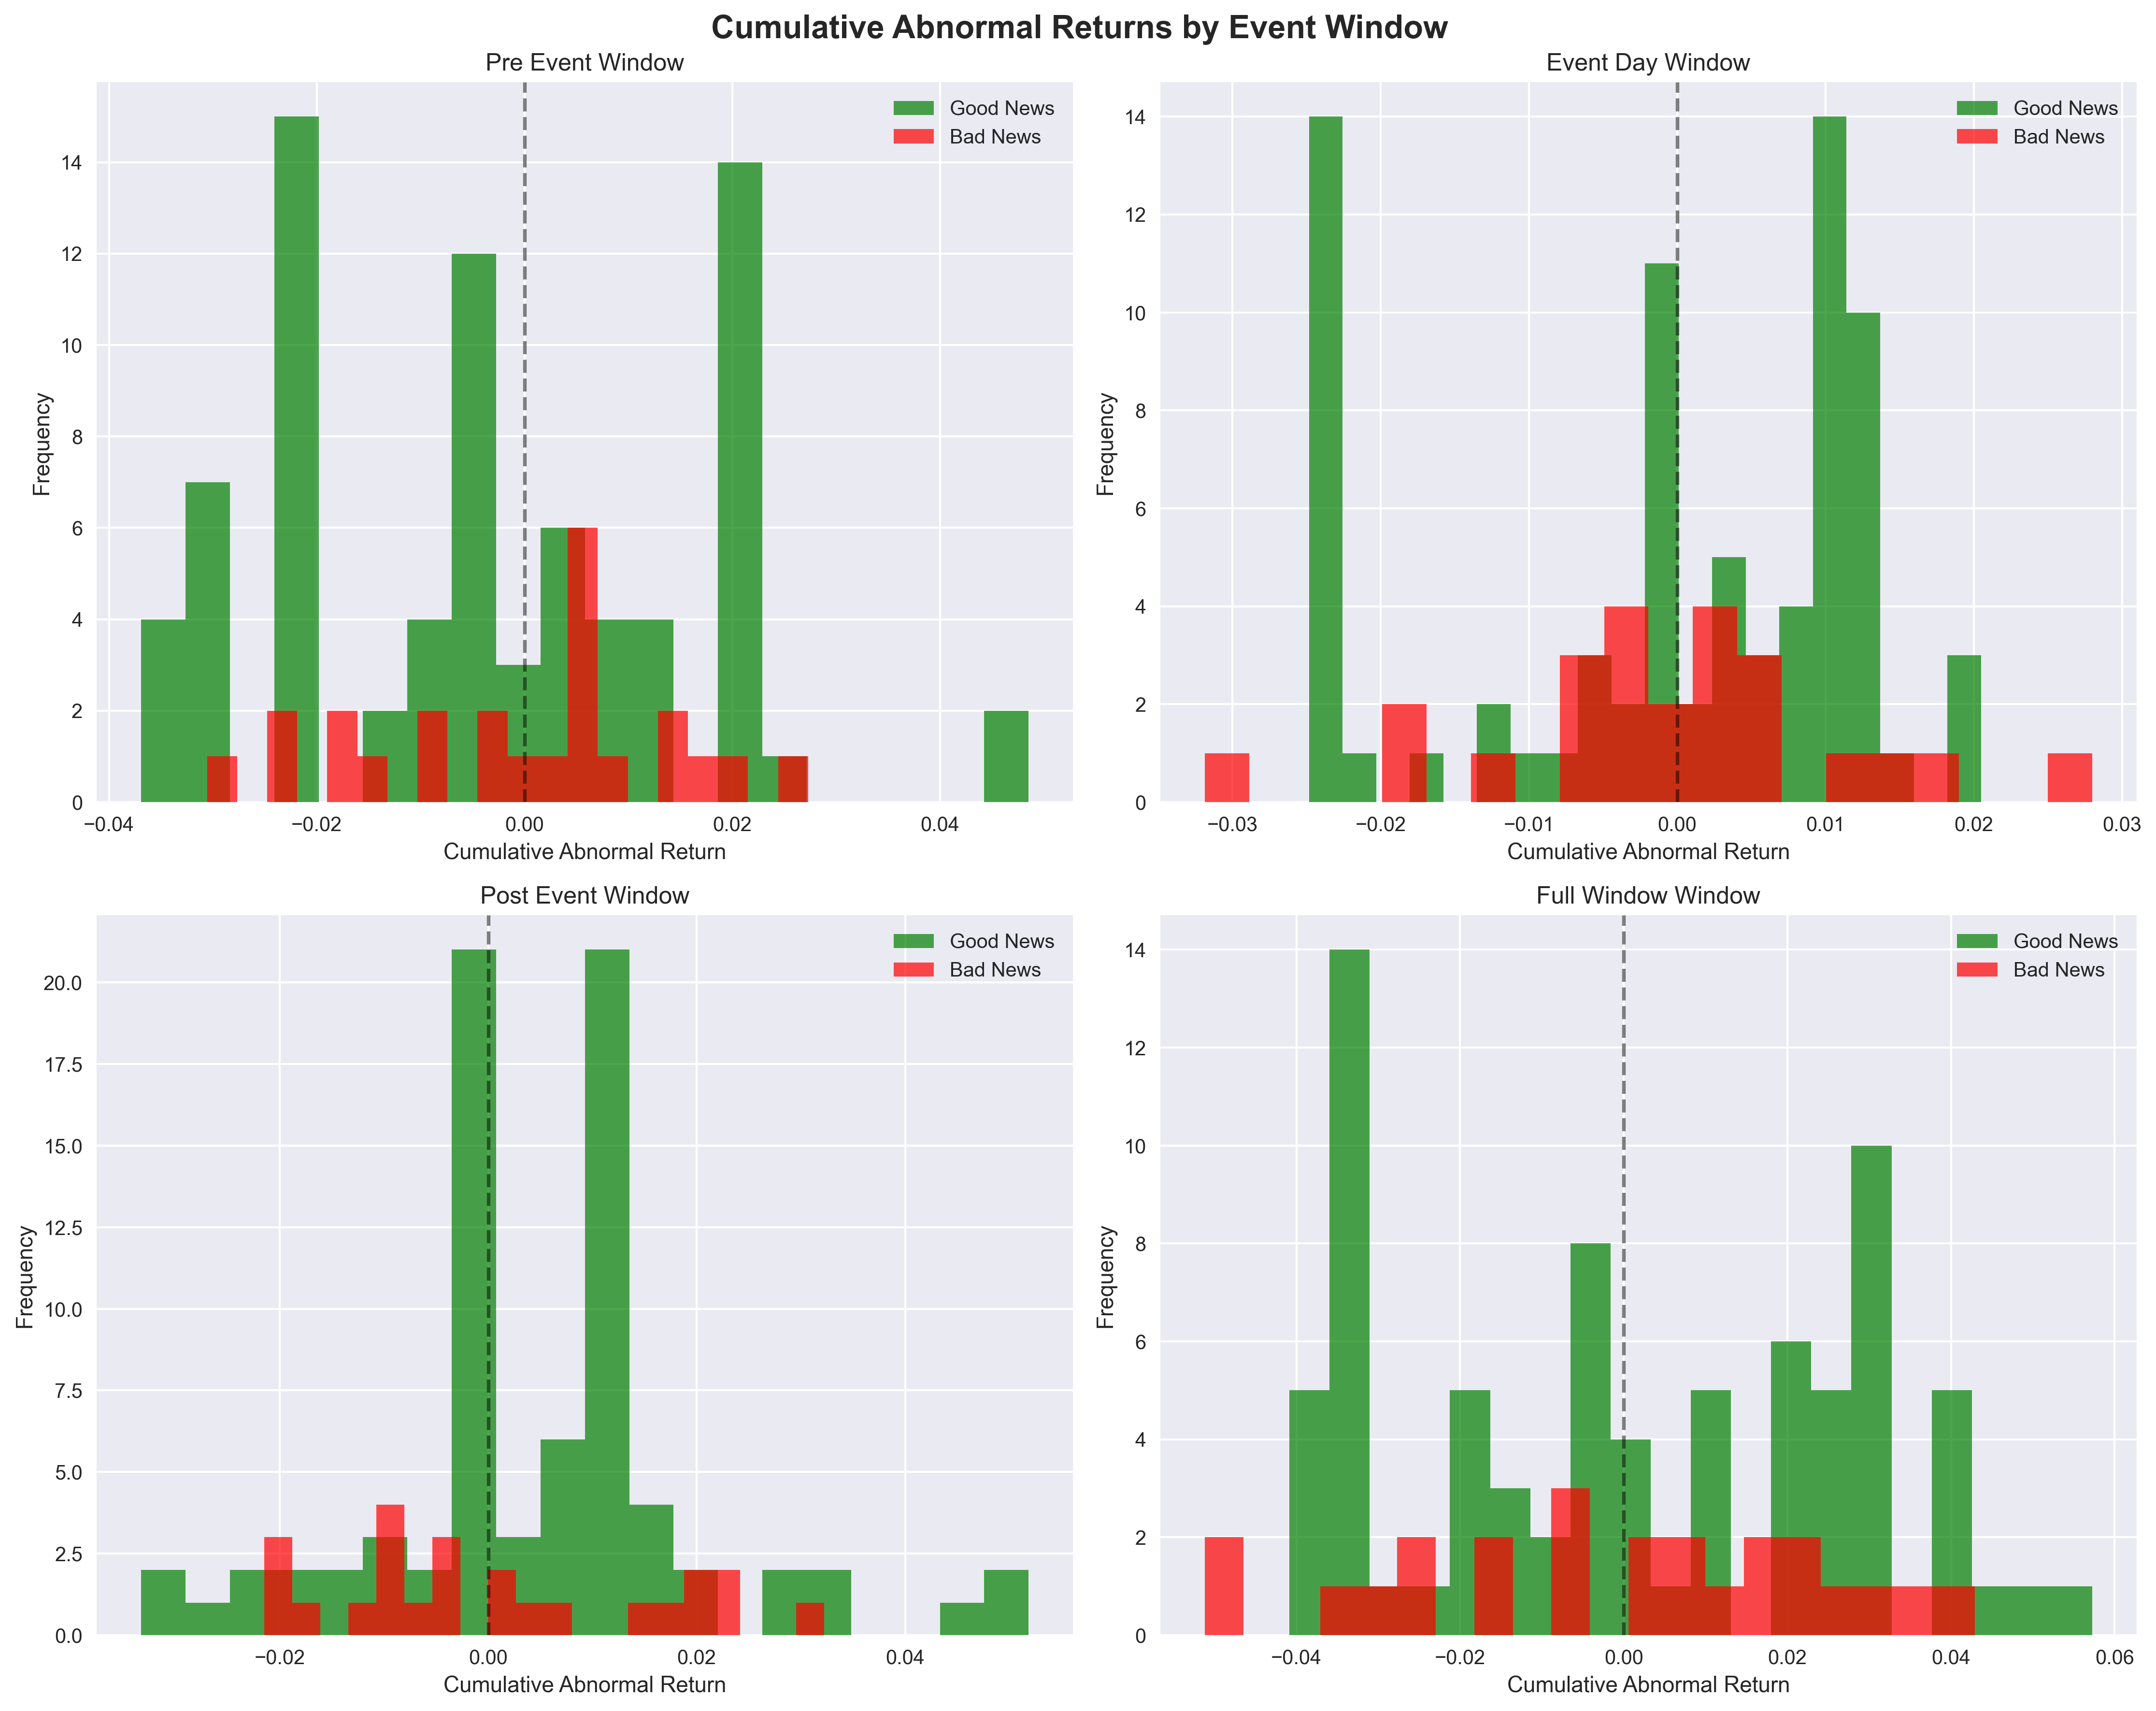 Cumulative Abnormal Returns by Event Window
Pre Event Window
Good News
Bad News
14
12
10
8
6
4
2
0
Frequency
−0.04
−0.02
0.00
0.02
0.04
Cumulative Abnormal Return
Event Day Window
Good News
Bad News
14
12
10
8
6
4
2
0
Frequency
−0.03
−0.02
−0.01
0.00
0.01
0.02
0.03
Cumulative Abnormal Return
Post Event Window
Good News
Bad News
20.0
17.5
15.0
12.5
10.0
7.5
5.0
2.5
0.0
Frequency
−0.02
0.00
0.02
0.04
Cumulative Abnormal Return
Full Window Window
Good News
Bad News
14
12
10
8
6
4
2
0
Frequency
−0.04
−0.02
0.00
0.02
0.04
0.06
Cumulative Abnormal Return